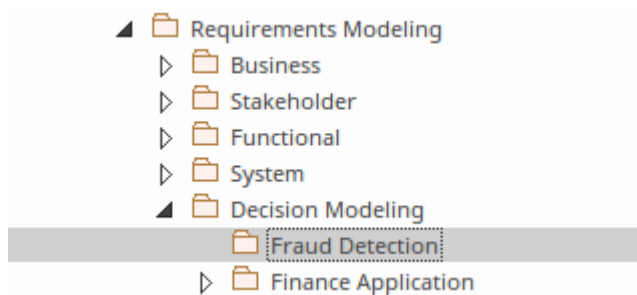 Requirements Modeling
Business
Stakeholder
Functional
System
Decision Modeling
Fraud Detection
Finance Application